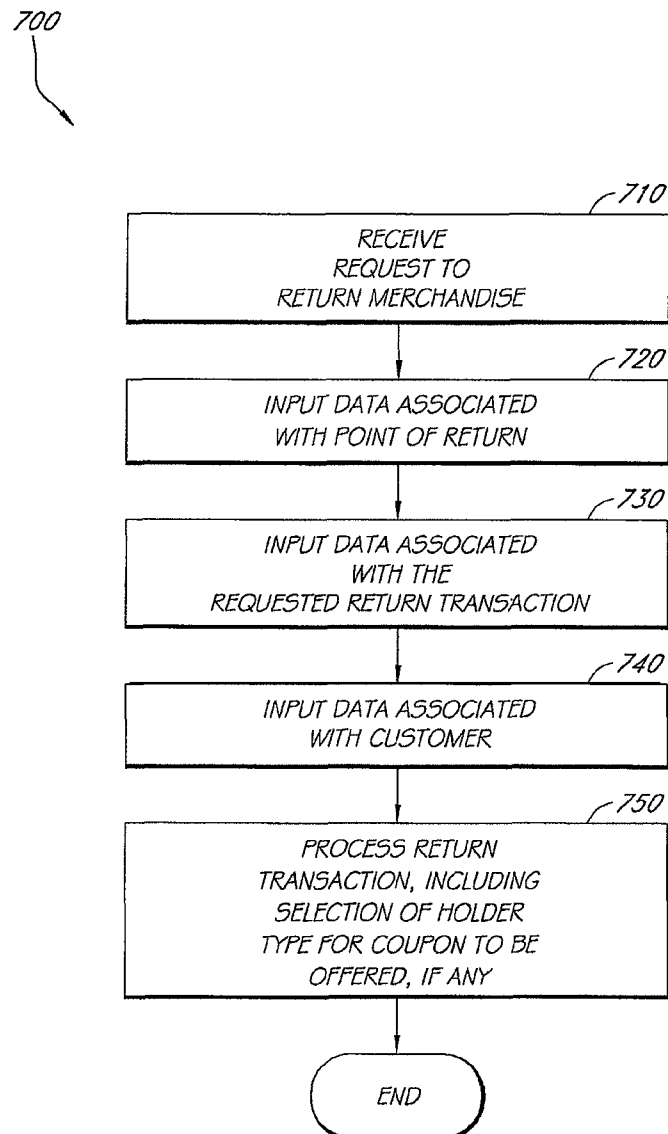 700
710
RECEIVE
REQUEST TO
RETURN MERCHANDISE
720
INPUT DATA ASSOCIATED
WITH POINT OF RETURN
730
INPUT DATA ASSOCIATED
WITH THE
REQUESTED RETURN TRANSACTION
740
INPUT DATA ASSOCIATED
WITH CUSTOMER
750
PROCESS RETURN
TRANSACTION, INCLUDING
SELECTION OF HOLDER
TYPE FOR COUPON TO BE
OFFERED, IF ANY
END